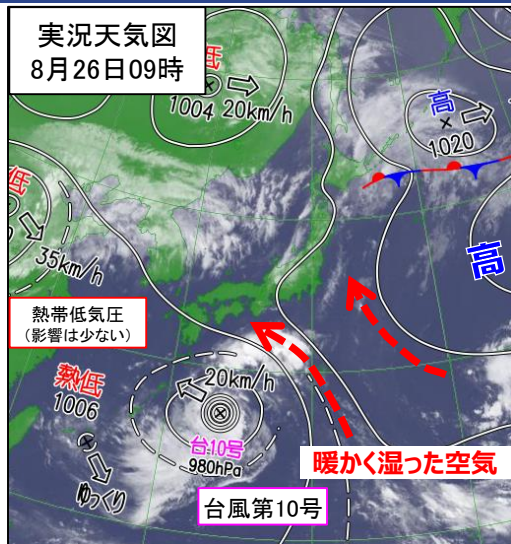 実況天気図
8月26日09時
低
1004 20km/h
高
1020
低
35km/h
高
熱帯低気圧
(影響は少ない)
熱低
1006
ゆっくり
20km/h
台10号
980hPa
暖かく湿った空気
台風第10号